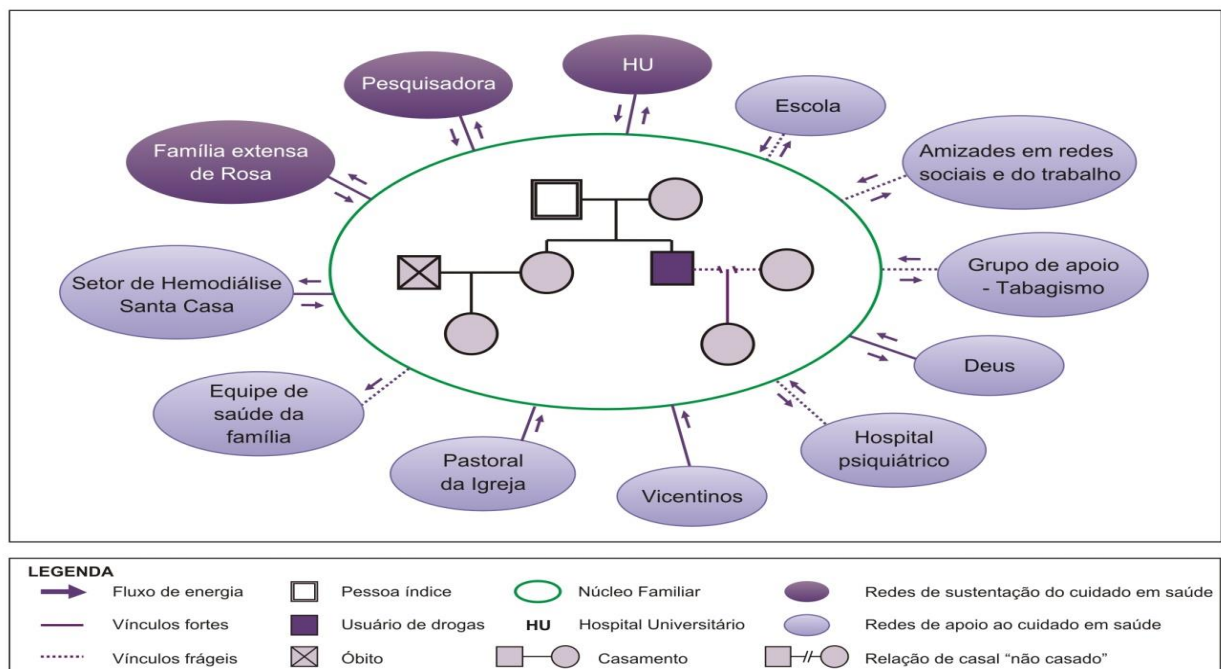 HU
Pesquisadora
Escola
Família extensa
de Rosa
Amizades em redes
sociais e do trabalho
Setor de Hemodiálise
Santa Casa
Grupo de apoio
- Tabagismo
Deus
Equipe de
saúde da
família
Pastoral
da Igreja
Vicentinos
Hospital
psiquiátrico
LEGENDA
Fluxo de energia
Pessoa índice
Núcleo Familiar
Redes de sustentação do cuidado em saúde
Vínculos fortes
Usuário de drogas
HU Hospital Universitário
Redes de apoio ao cuidado em saúde
Vínculos frágeis
Óbito
Casamento
Relação de casal “não casado”